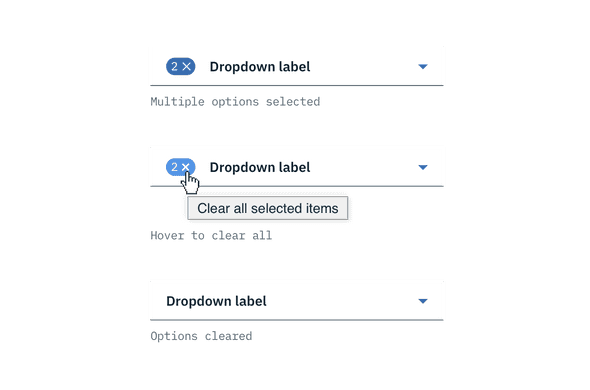 2 × Dropdown label
Multiple options selected
2 × Dropdown label
Clear all selected items
Hover to clear all
Dropdown label
Options cleared